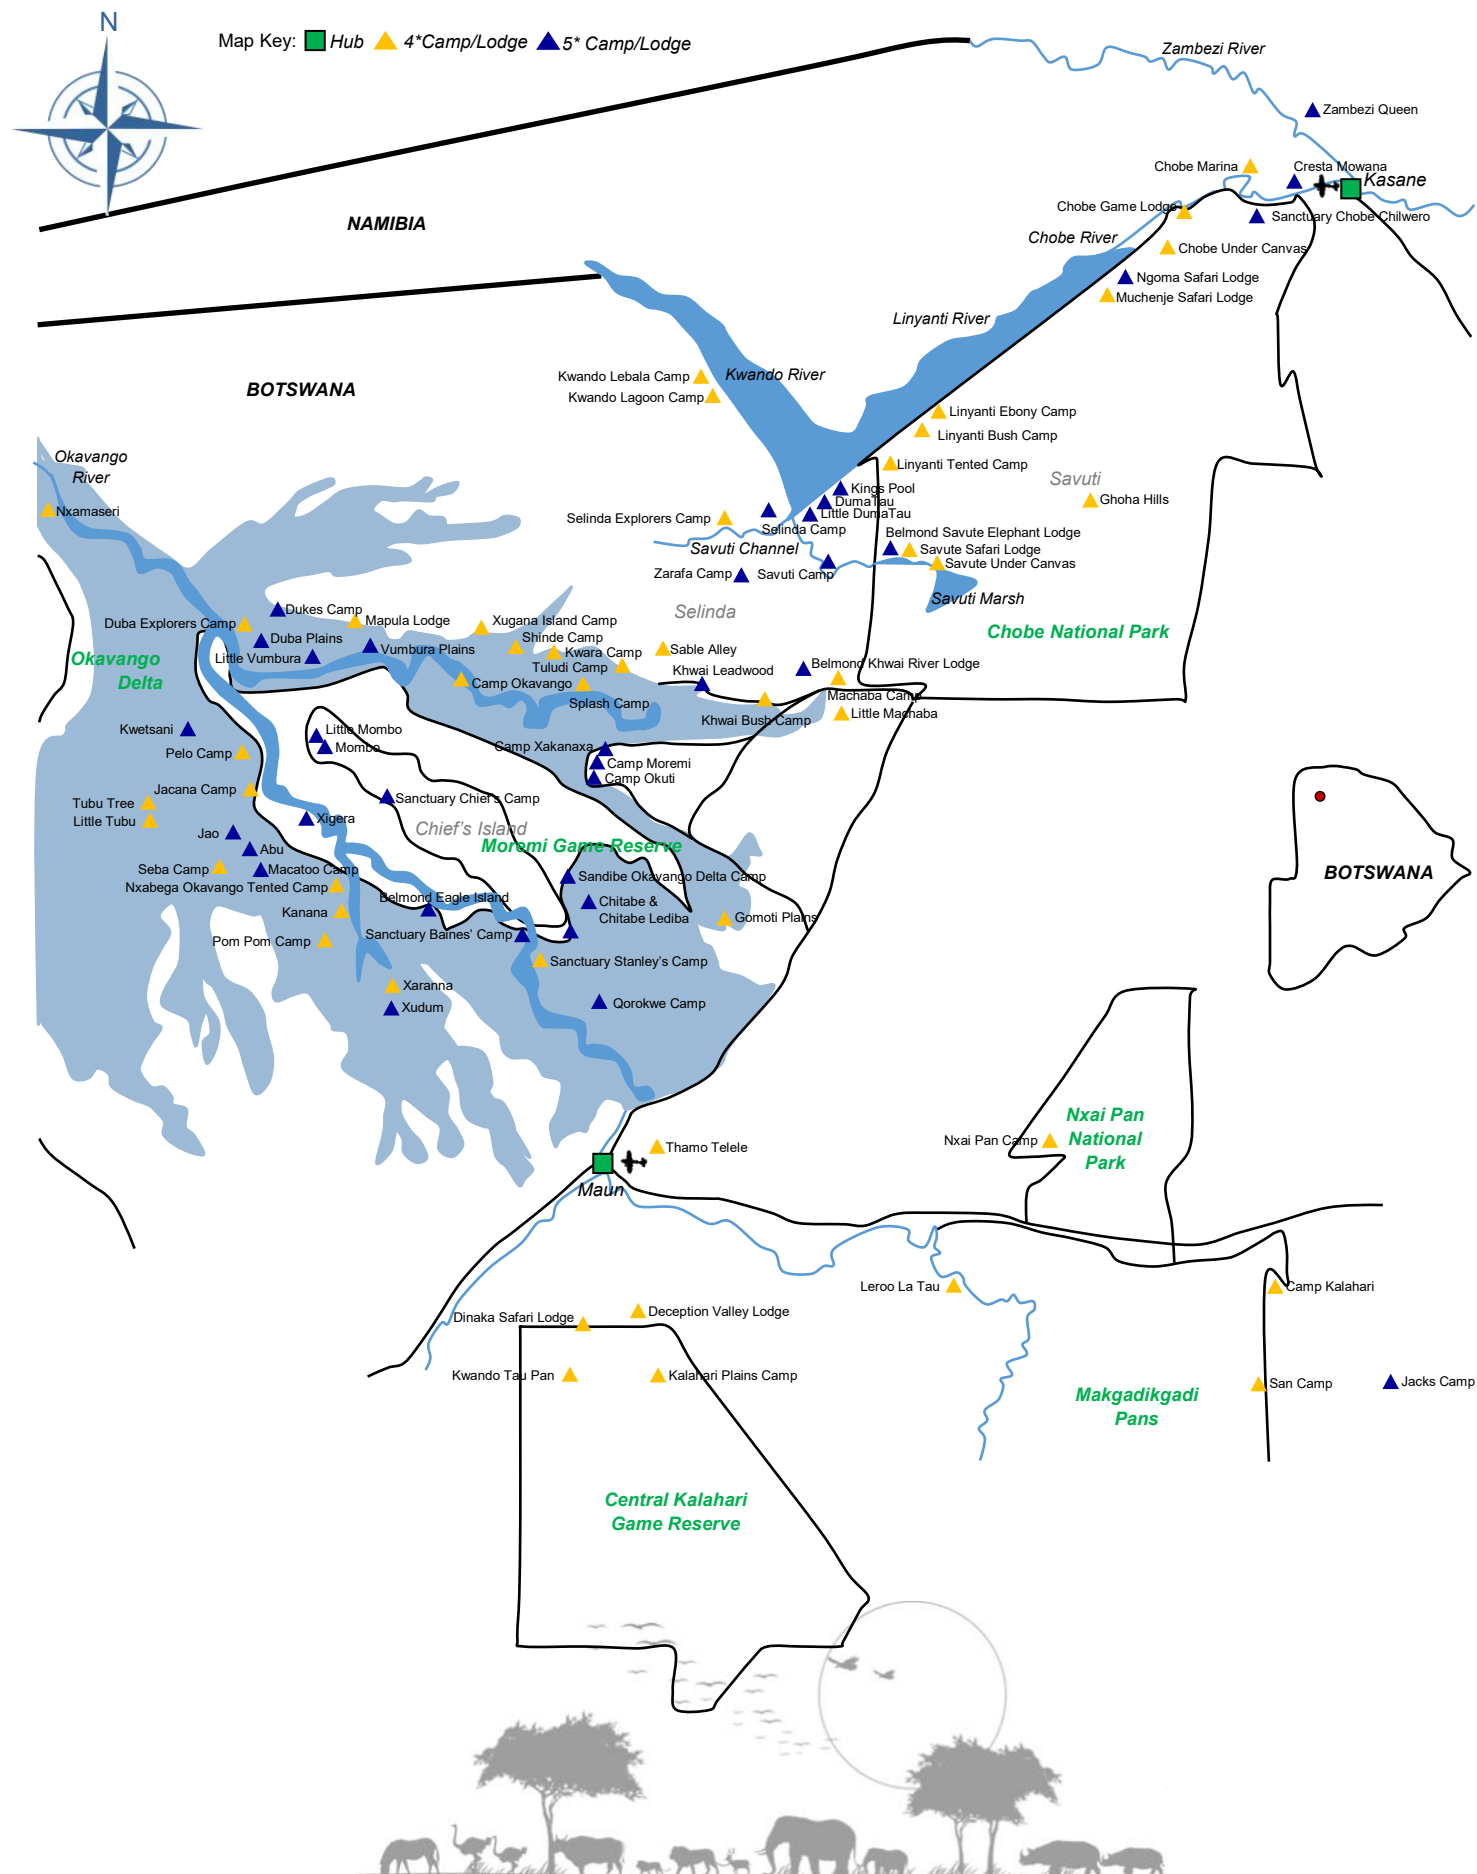 N
Map Key: Hub 4*Camp/Lodge 5* Camp/Lodge
Zambezi River
Zambezi Queen
Chobe Marina
Cresta Mowana
Kasane
Chobe Game Lodge
Sanctuary Chobe Chilwero
NAMIBIA
Chobe River
Chobe Under Canvas
Ngoma Safari Lodge
Muchenje Safari Lodge
Linyanti River
Kwando Lebala Camp
Kwando River
BOTSWANA
Kwando Lagoon Camp
Linyanti Ebony Camp
Linyanti Bush Camp
Okavango
River
Linyanti Tented Camp
Savuti
Kings Pool
Ghoha Hills
DumaTau
Nxamaseri
Little DumaTau
Selinda Explorers Camp
Selinda Camp
Belmond Savute Elephant Lodge
Savuti Channel
Savute Safari Lodge
Savute Under Canvas
Zarafa Camp
Savuti Camp
Savuti Marsh
Dukes Camp
Selinda
Duba Explorers Camp
Mapula Lodge
Xugana Island Camp
Chobe National Park
Duba Plains
Shinde Camp
Vumbura Plains
Kwara Camp
Sable Alley
Okavango
Delta
Little Vumbura
Tuludi Camp
Khwai Leadwood
Belmond Khwai River Lodge
Camp Okavango
Machaba Camp
Splash Camp
Khwai Bush Camp
Little Machaba
Kwetsani
Little Mombo
Mombo
Camp Xakanaxa
Pelo Camp
Camp Moremi
Camp Okuti
Jacana Camp
Sanctuary Chief's Camp
Tubu Tree
Little Tubu
Xigera
Chief's Island
Jao
Moremi Game Reserve
Abu
Seba Camp
Macatoo Camp
Sandibe Okavango Delta Camp
BOTSWANA
Nxabega Okavango Tented Camp
Belmond Eagle Island
Chitabe &
Chitabe Lediba
Kanana
Gomoti Plains
Pom Pom Camp
Sanctuary Baines' Camp
Sanctuary Stanley's Camp
Xaranna
Xudum
Qorokwe Camp
Nxai Pan
National
Park
Nxai Pan Camp
Thamo Telele
Maun
Leroo La Tau
Camp Kalahari
Dinaka Safari Lodge
Deception Valley Lodge
Kwando Tau Pan
Kalahari Plains Camp
San Camp
Jacks Camp
Makgadikgadi
Pans
Central Kalahari
Game Reserve